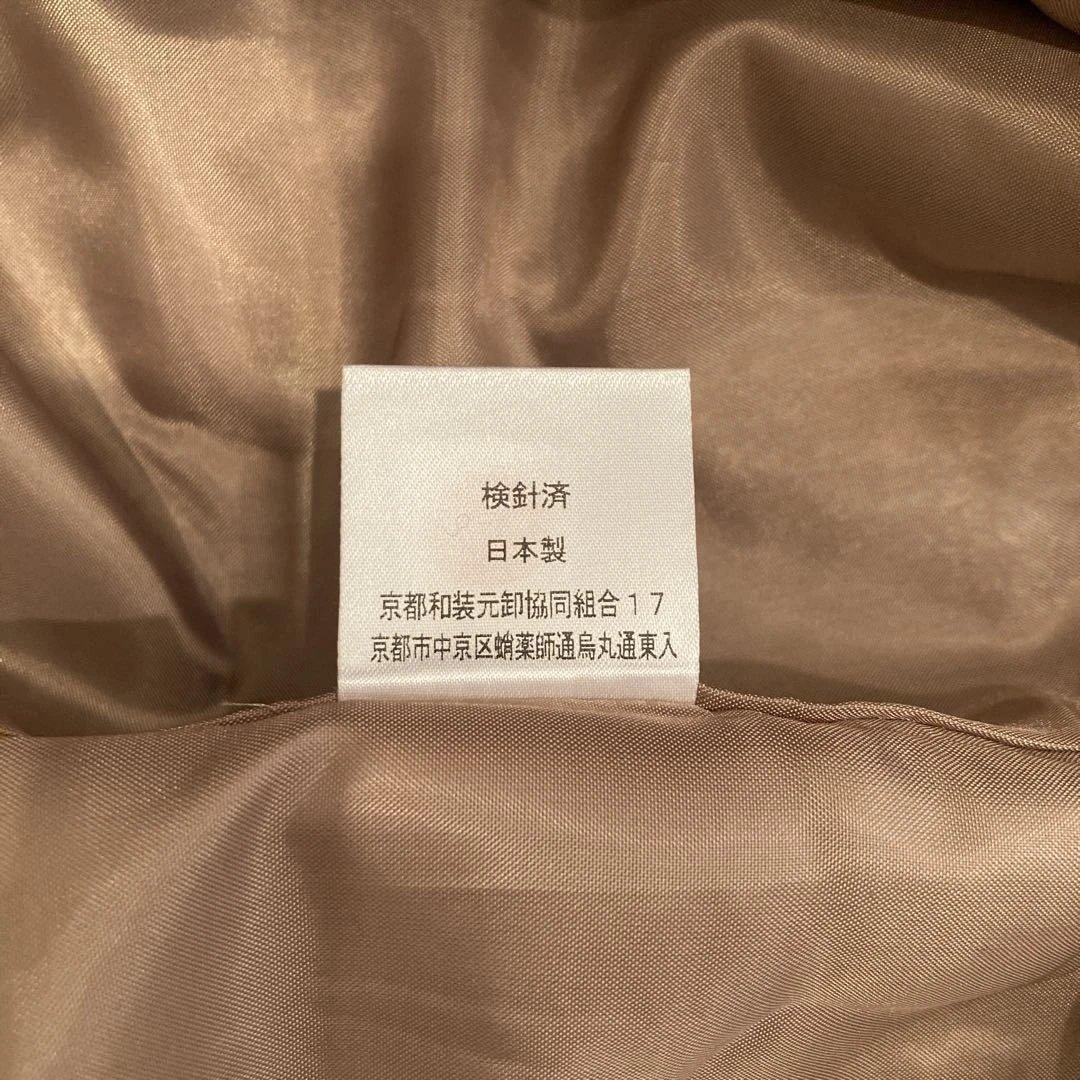 検針済
日本製
京都和装元卸協同組合１７
京都市中京区蛸薬師通烏丸通東入